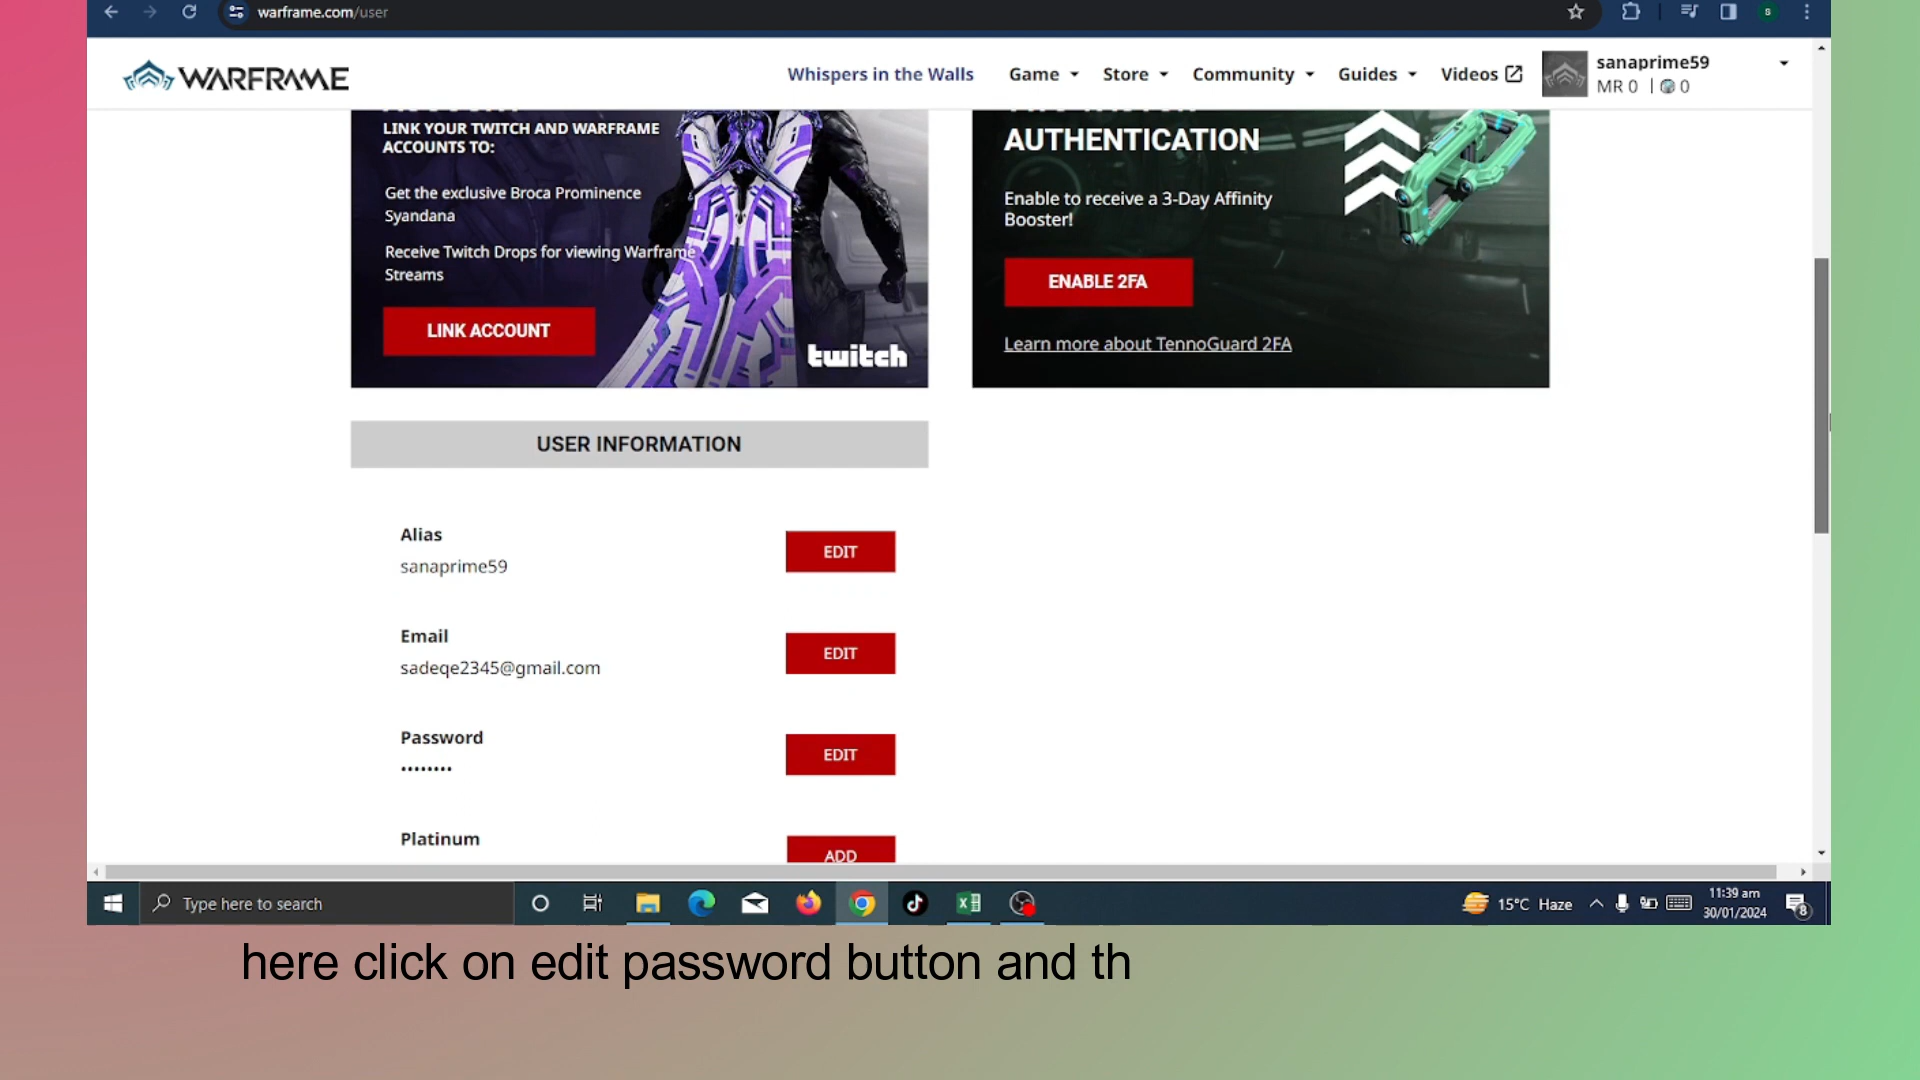 warframe.com/user
WARFRAME
Whispers in the Walls
Game
Store
Community
Guides
Videos
sanaprime59
MR 0 | 0
LINK YOUR TWITCH AND WARFRAME
ACCOUNTS TO:
Get the exclusive Broca Prominence
Syandana
Receive Twitch Drops for viewing Warframe
Streams
LINK ACCOUNT
twitch
AUTHENTICATION
Enable to receive a 3-Day Affinity
Booster!
ENABLE 2FA
Learn more about TennoGuard 2FA
USER INFORMATION
Alias
sanaprime59
EDIT
Email
sadeqe2345@gmail.com
EDIT
Password
••••••••
EDIT
Platinum
ADD
Type here to search
15°C Haze
11:39 am
30/01/2024
8
here click on edit password button and th